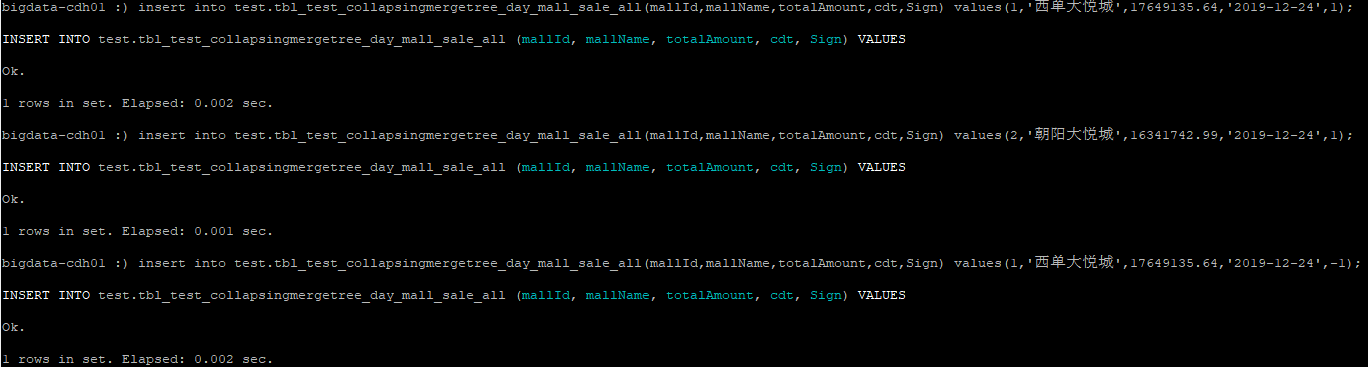 bigdata-cdh01 :) insert into test.tbl_test_collapsingmergetree_day_mall_sale_all(mallId,mallName,totalAmount,cdt,Sign) values(1,'西单大悦城',17649135.64,'2019-12-24',1);
INSERT INTO test.tbl_test_collapsingmergetree_day_mall_sale_all (mallId, mallName, totalAmount, cdt, Sign) VALUES
Ok.
1 rows in set. Elapsed: 0.002 sec.
bigdata-cdh01 :) insert into test.tbl_test_collapsingmergetree_day_mall_sale_all(mallId,mallName,totalAmount,cdt,Sign) values(2,'朝阳大悦城',16341742.99,'2019-12-24',1);
INSERT INTO test.tbl_test_collapsingmergetree_day_mall_sale_all (mallId, mallName, totalAmount, cdt, Sign) VALUES
Ok.
1 rows in set. Elapsed: 0.001 sec.
bigdata-cdh01 :) insert into test.tbl_test_collapsingmergetree_day_mall_sale_all(mallId,mallName,totalAmount,cdt,Sign) values(1,'西单大悦城',17649135.64,'2019-12-24',-1);
INSERT INTO test.tbl_test_collapsingmergetree_day_mall_sale_all (mallId, mallName, totalAmount, cdt, Sign) VALUES
Ok.
1 rows in set. Elapsed: 0.002 sec.